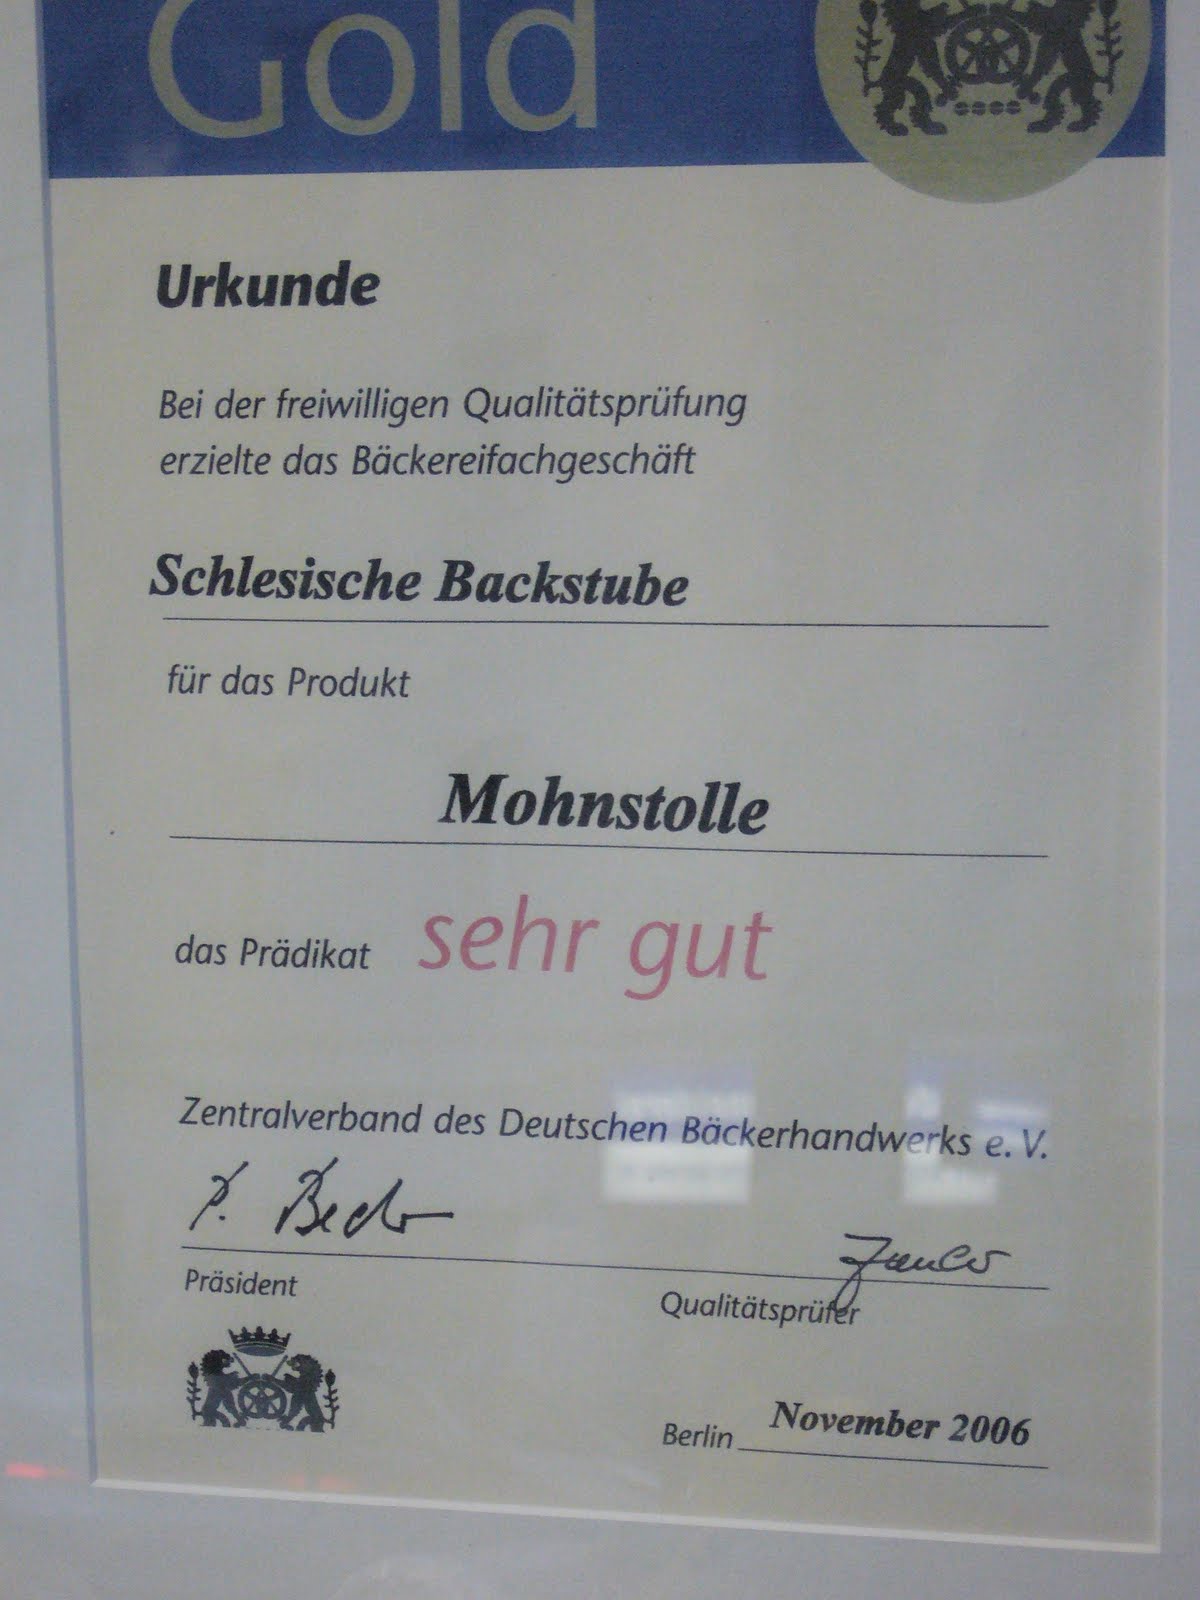 Gold
Urkunde
Bei der freiwilligen Qualitätsprüfung
erzielte das Bäckereifachgeschäft
Schlesische Backstube
für das Produkt
Mohnstolle
das Prädikat sehr gut
Zentralverband des Deutschen Bäckerhandwerks e. V.
P. Becker
Präsident
Qualitätsprüfer
Berlin November 2006